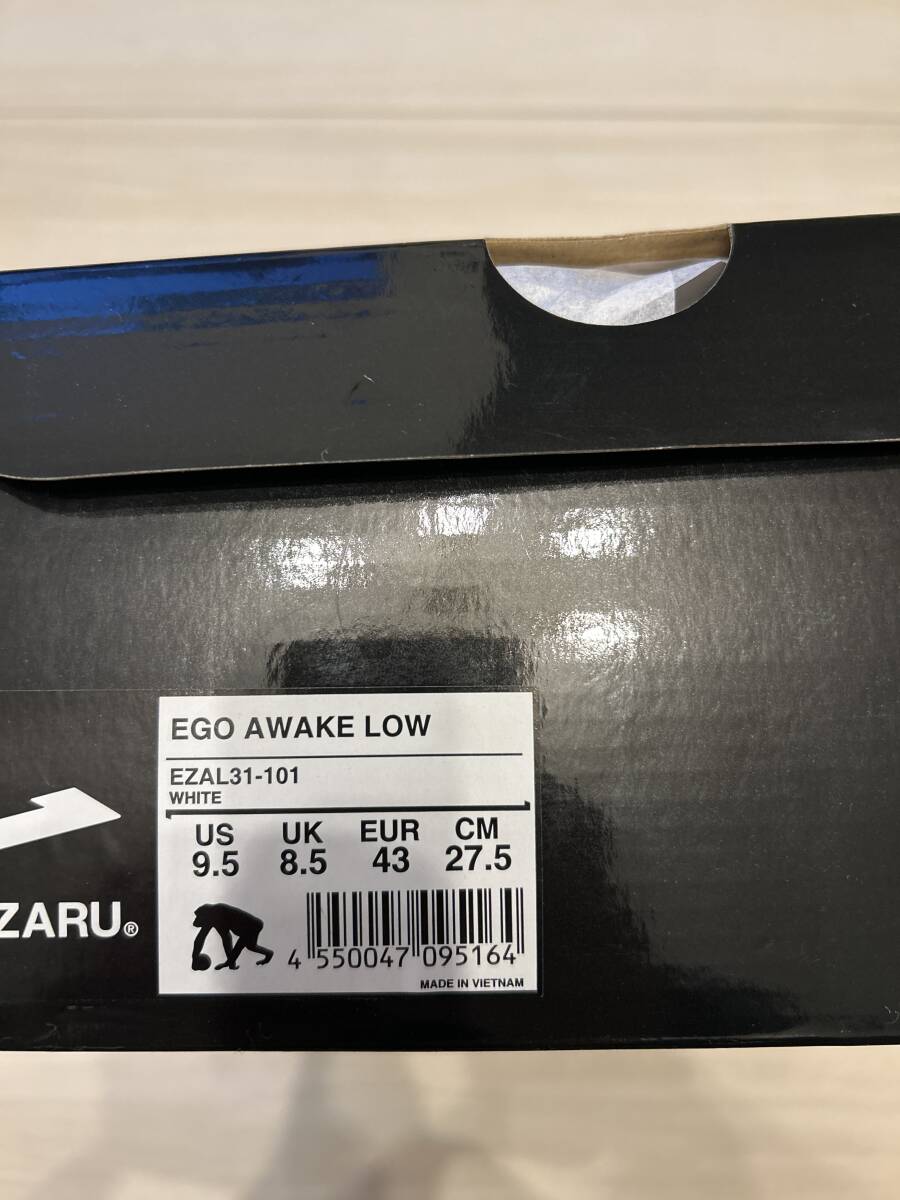 EGO AWAKE LOW
EZAL31-101
WHITE
US UK EUR CM
9.5 8.5 43 27.5
ZARU®
4 550047 095164
MADE IN VIETNAM